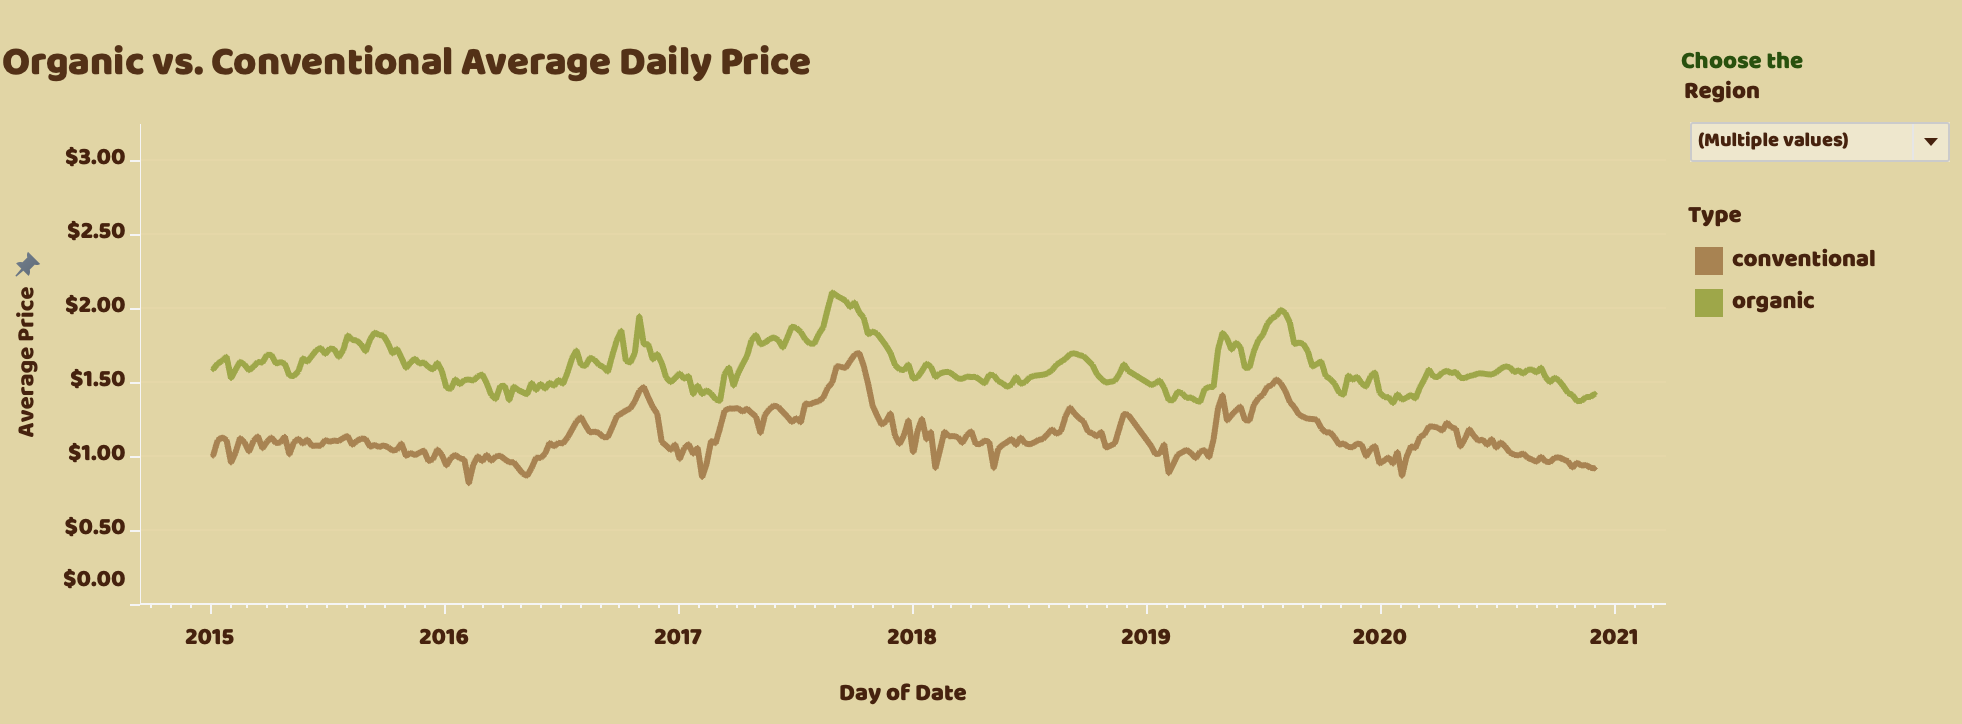 Organic vs. Conventional Average Daily Price
Choose the
Region
(Multiple values)
Type
conventional
organic
Average Price
$3.00
$2.50
$2.00
$1.50
$1.00
$0.50
$0.00
2015 2016 2017 2018 2019 2020 2021
Day of Date